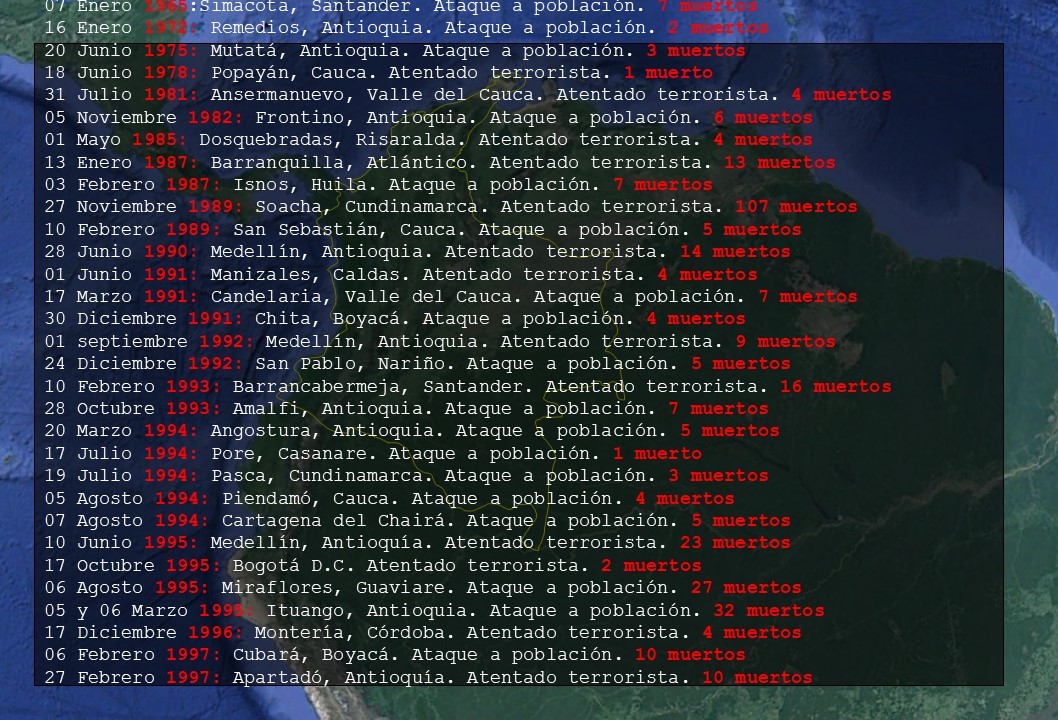 07 Enero 1965:Simacota, Santander. Ataque a población. 7 muertos
16 Enero 1972: Remedios, Antioquia. Ataque a población. 2 muertos
20 Junio 1975: Mutatá, Antioquia. Ataque a población. 3 muertos
18 Junio 1978: Popayán, Cauca. Atentado terrorista. 1 muerto
31 Julio 1981: Ansermanuevo, Valle del Cauca. Atentado terrorista. 4 muertos
05 Noviembre 1982: Frontino, Antioquia. Ataque a población. 6 muertos
01 Mayo 1985: Dosquebradas, Risaralda. Atentado terrorista. 4 muertos
13 Enero 1987: Barranquilla, Atlántico. Atentado terrorista. 13 muertos
03 Febrero 1987: Isnos, Huila. Ataque a población. 7 muertos
27 Noviembre 1989: Soacha, Cundinamarca. Atentado terrorista. 107 muertos
10 Febrero 1989: San Sebastián, Cauca. Ataque a población. 5 muertos
28 Junio 1990: Medellín, Antioquia. Atentado terrorista. 14 muertos
01 Junio 1991: Manizales, Caldas. Atentado terrorista. 4 muertos
17 Marzo 1991: Candelaria, Valle del Cauca. Ataque a población. 7 muertos
30 Diciembre 1991: Chita, Boyacá. Ataque a población. 4 muertos
01 septiembre 1992: Medellín, Antioquia. Atentado terrorista. 9 muertos
24 Diciembre 1992: San Pablo, Nariño. Ataque a población. 5 muertos
10 Febrero 1993: Barrancabermeja, Santander. Atentado terrorista. 16 muertos
28 Octubre 1993: Amalfi, Antioquia. Ataque a población. 7 muertos
20 Marzo 1994: Angostura, Antioquia. Ataque a población. 5 muertos
17 Julio 1994: Pore, Casanare. Ataque a población. 1 muerto
19 Julio 1994: Pasca, Cundinamarca. Ataque a población. 3 muertos
05 Agosto 1994: Piendamó, Cauca. Ataque a población. 4 muertos
07 Agosto 1994: Cartagena del Chairá. Ataque a población. 5 muertos
10 Junio 1995: Medellín, Antioquía. Atentado terrorista. 23 muertos
17 Octubre 1995: Bogotá D.C. Atentado terrorista. 2 muertos
06 Agosto 1995: Miraflores, Guaviare. Ataque a población. 27 muertos
05 y 06 Marzo 1995: Ituango, Antioquia. Ataque a población. 32 muertos
17 Diciembre 1996: Montería, Córdoba. Atentado terrorista. 4 muertos
06 Febrero 1997: Cubará, Boyacá. Ataque a población. 10 muertos
27 Febrero 1997: Apartadó, Antioquía. Atentado terrorista. 10 muertos